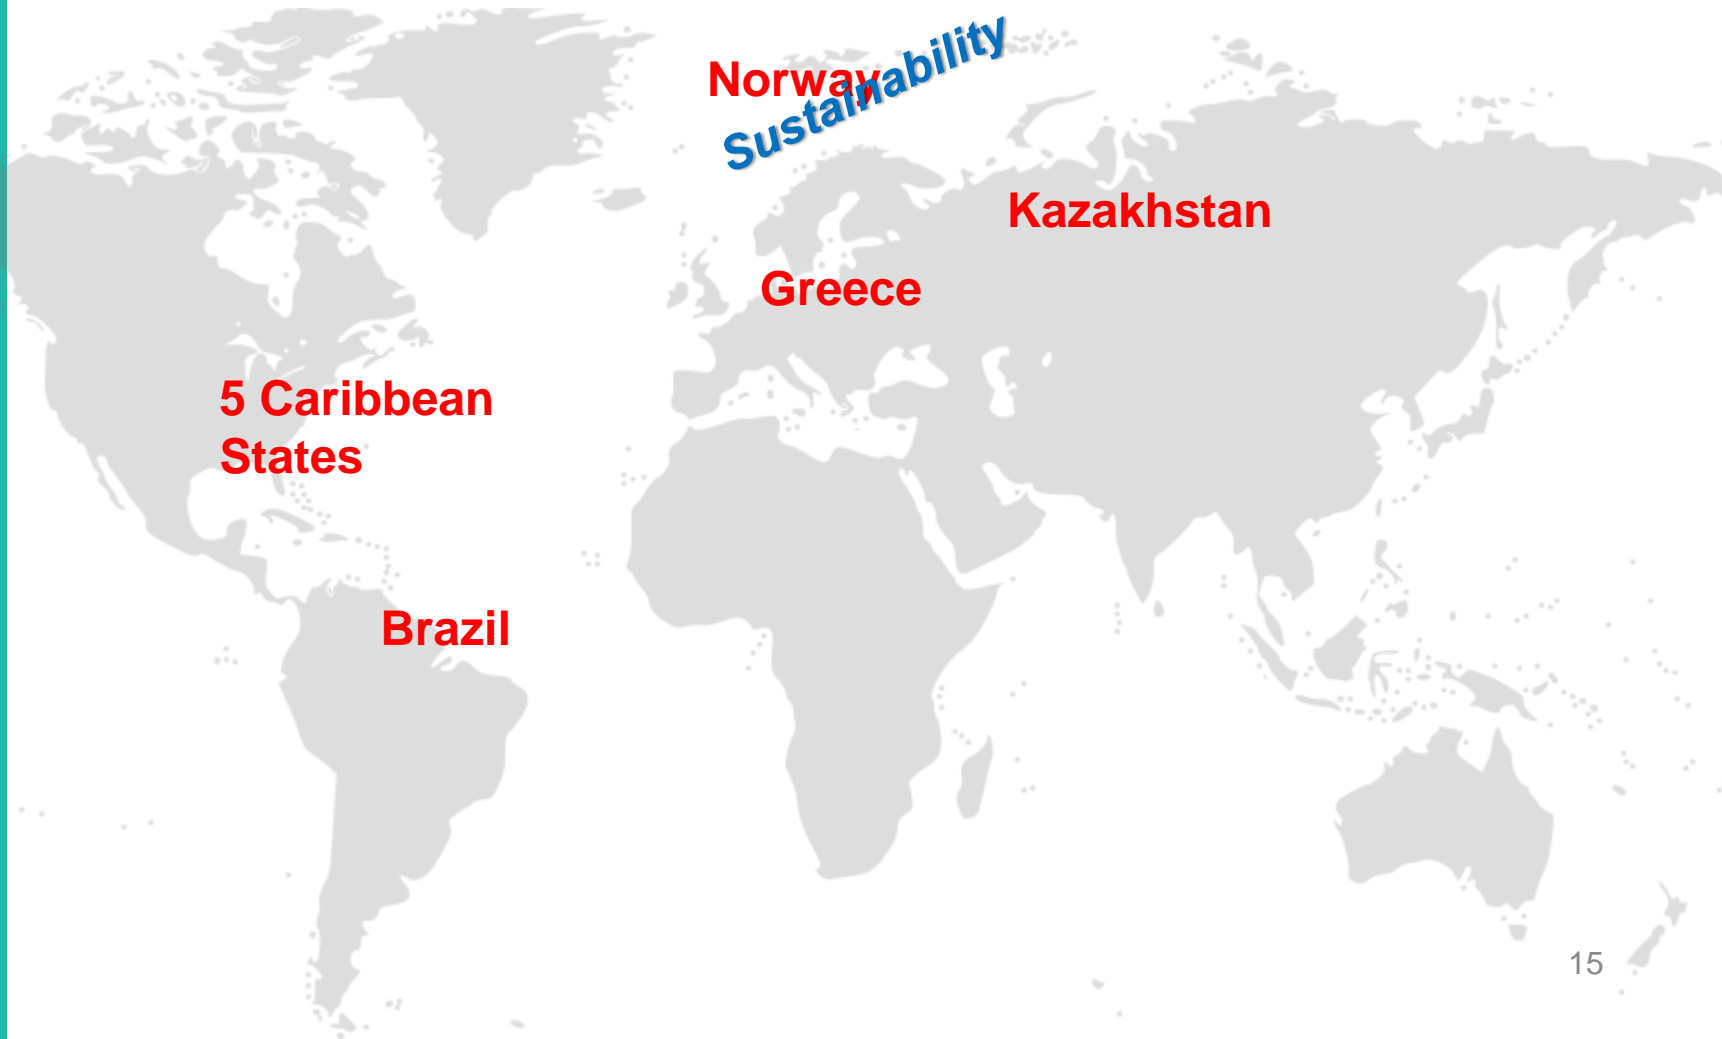 Norway
Sustainability
Kazakhstan
Greece
5 Caribbean
States
Brazil
15